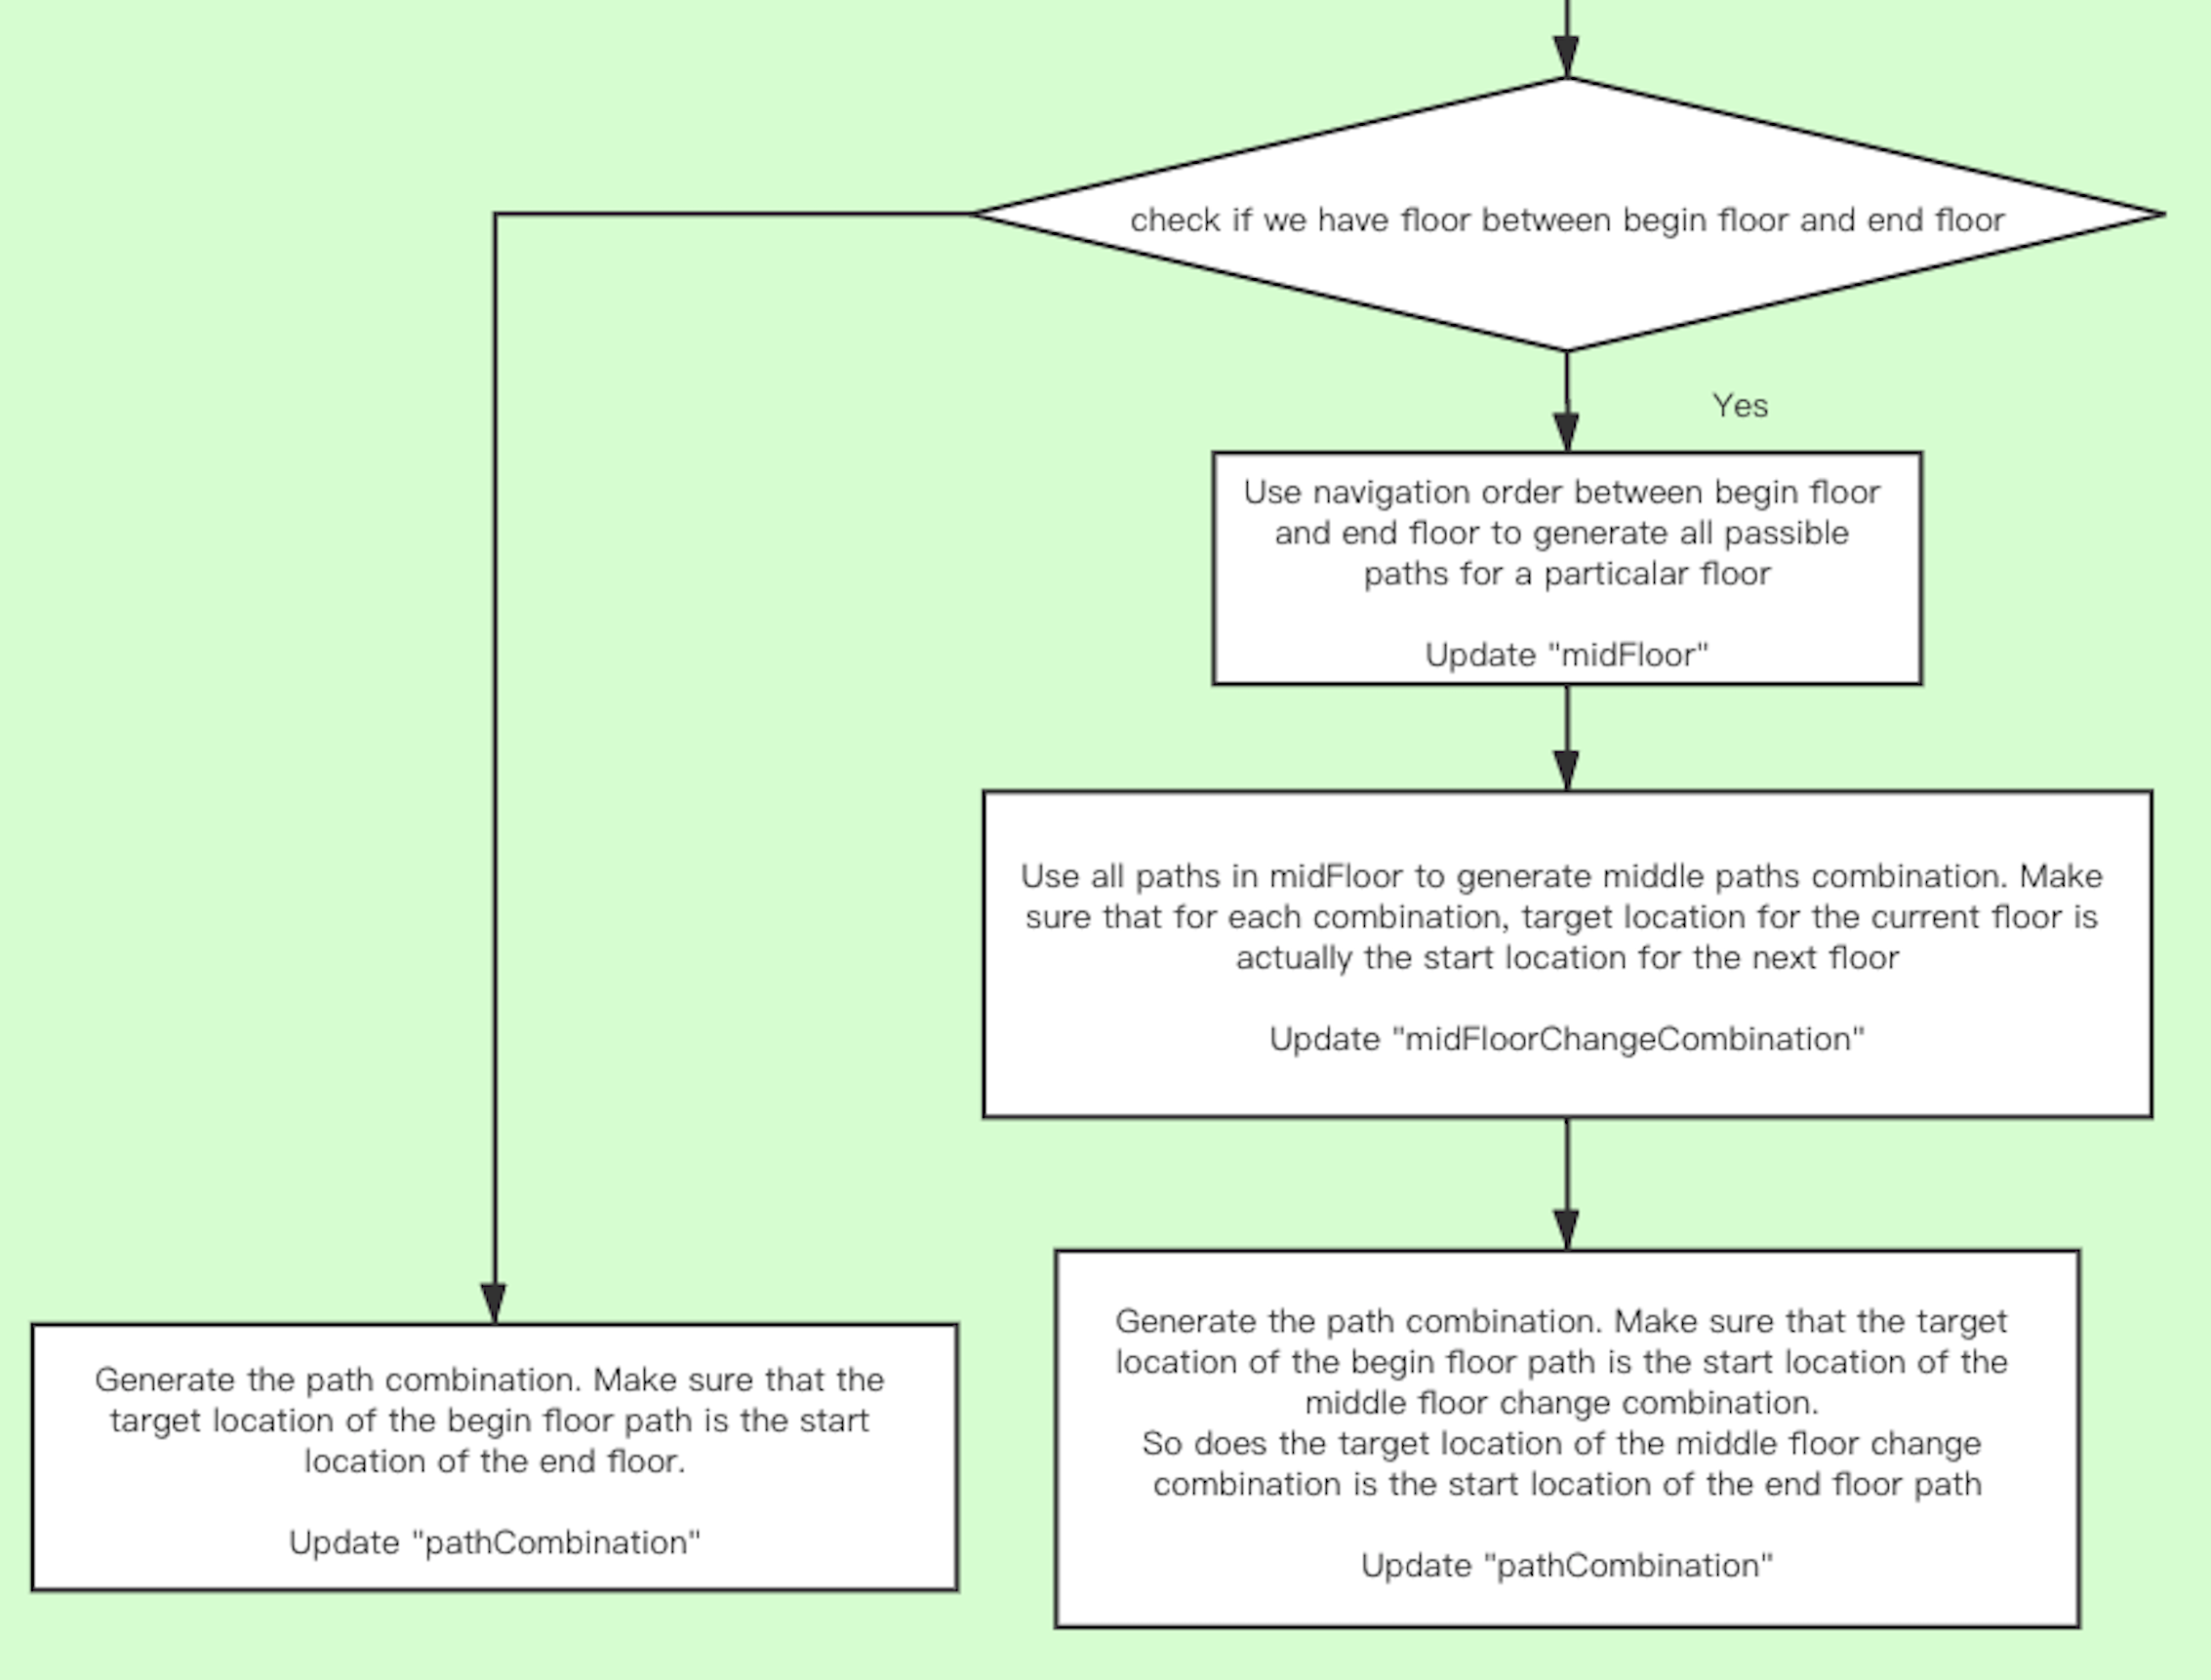 check if we have floor between begin floor and end floor
Yes
Use navigation order between begin floor
and end floor to generate all passible
paths for a particalar floor
Update "midFloor"
Use all paths in midFloor to generate middle paths combination. Make
sure that for each combination, target location for the current floor is
actually the start location for the next floor
Update "midFloorChangeCombination"
Generate the path combination. Make sure that the
target location of the begin floor path is the start
location of the end floor.
Update "pathCombination"
Generate the path combination. Make sure that the target
location of the begin floor path is the start location of the
middle floor change combination.
So does the target location of the middle floor change
combination is the start location of the end floor path
Update "pathCombination"